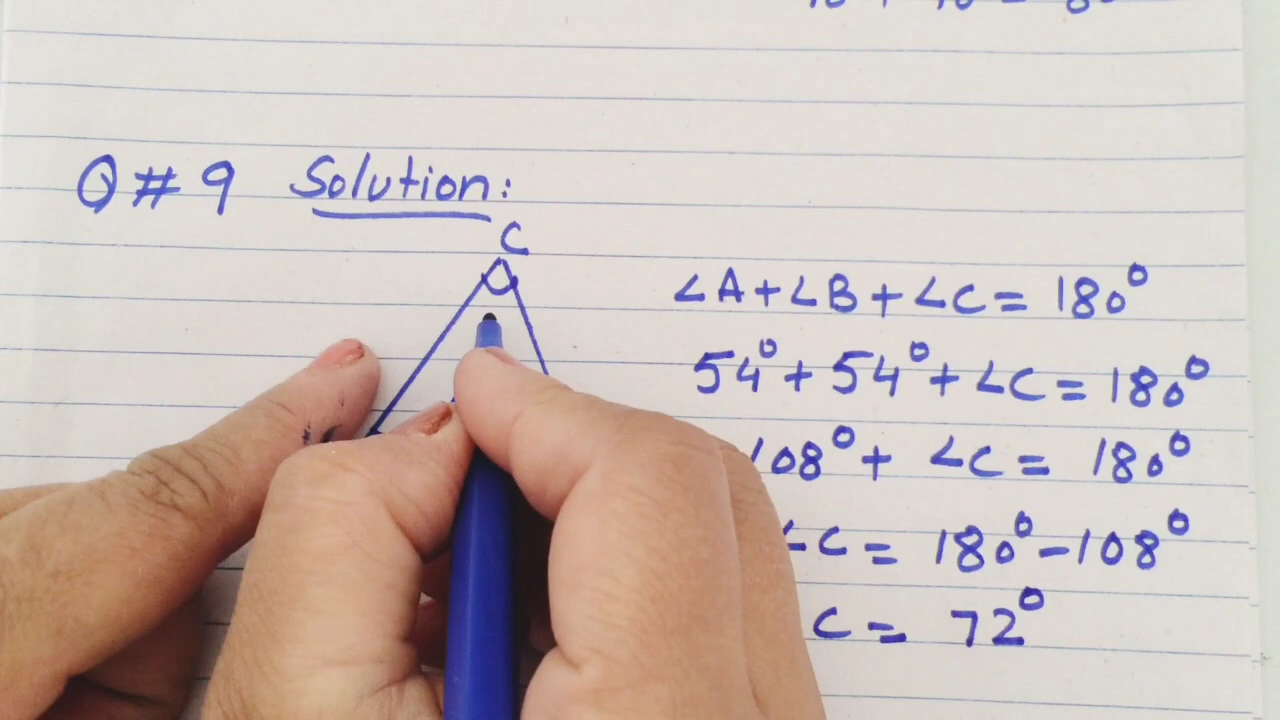 Q # 9 Solution:
C
∠A+∠B+∠C= 180°
54°+54°+∠C=180°
108°+ ∠C= 180°
∠C= 180°-108°
C= 72°